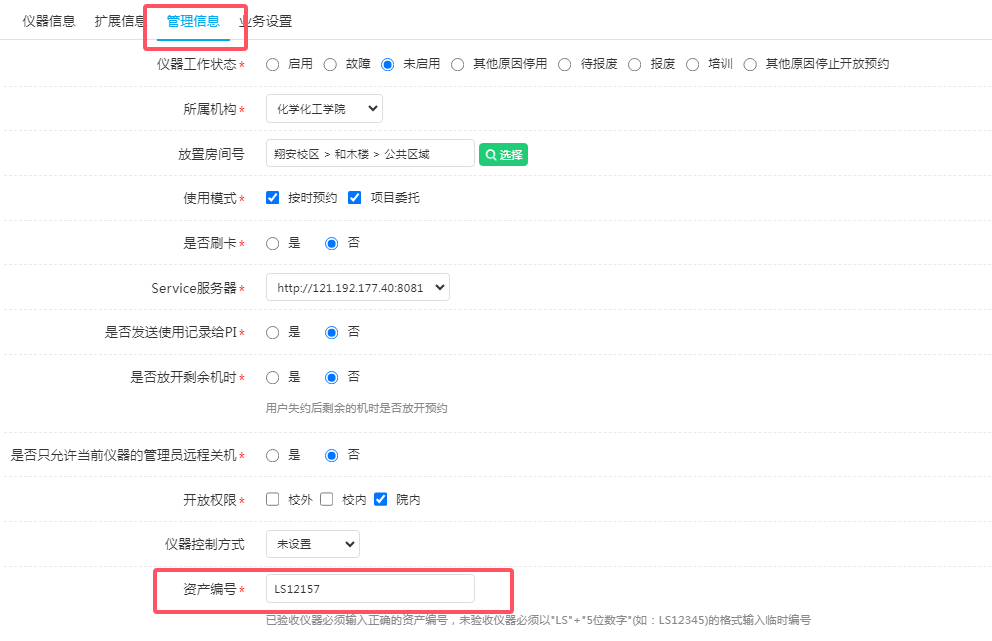 仪器信息 扩展信息 管理信息 业务设置
仪器工作状态* 启用 故障 未启用 其他原因停用 待报废 报废 培训 其他原因停止开放预约
所属机构* 化学化工学院
放置房间号 翔安校区 > 和木楼 > 公共区域 选择
使用模式* 按时预约 项目委托
是否刷卡* 是 否
Service服务器* http://121.192.177.40:8081
是否发送使用记录给PI* 是 否
是否放开剩余机时* 是 否
用户失约后剩余的机时是否放开预约
是否只允许当前仪器的管理员远程关机* 是 否
开放权限* 校外 校内 院内
仪器控制方式 未设置
资产编号* LS12157
已验收仪器必须输入正确的资产编号，未验收仪器必须以"LS"+"5位数字"(如：LS12345)的格式输入临时编号